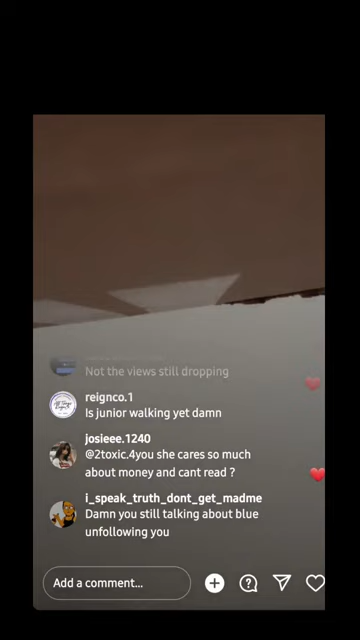 Not the views still dropping
reignco.1
Is junior walking yet damn
josieee.1240
@2toxic.4you she cares so much
about money and cant read ?
i_speak_truth_dont_get_madme
Damn you still talking about blue
unfollowing you
Add a comment...